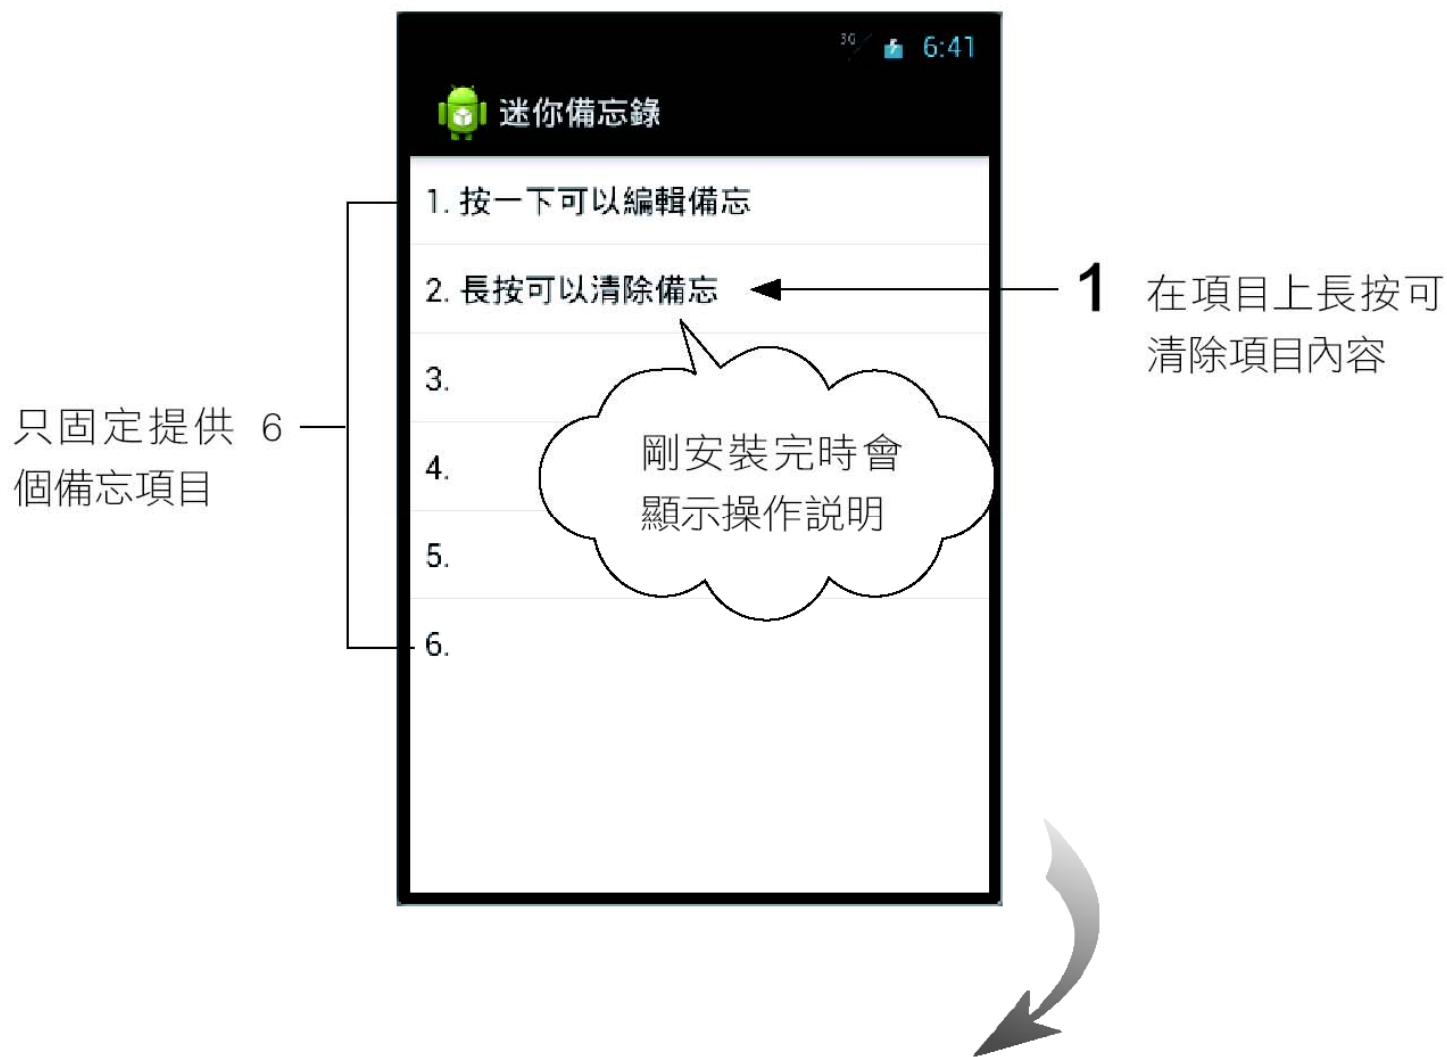 3G 6:41
迷你備忘錄
1. 按一下可以編輯備忘
2. 長按可以清除備忘
3.
4.
5.
6.
只固定提供 6
個備忘項目
1 在項目上長按可
清除項目內容
剛安裝完時會
顯示操作説明